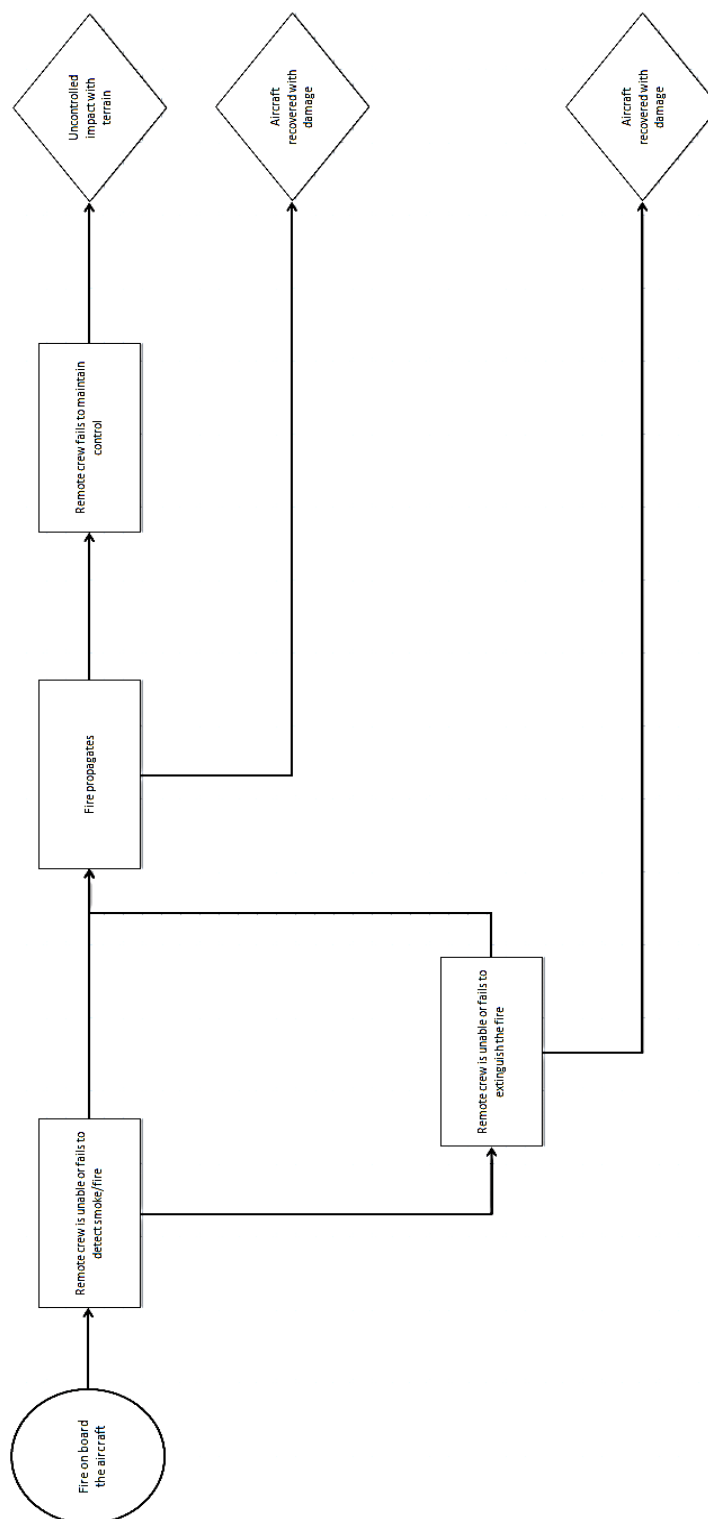 Fire on board
the aircraft
Remote crew is unable or fails to
detect smoke/fire
Fire propagates
Remote crew fails to maintain
control
Uncontrolled
impact with
terrain
Aircraft
recovered with
damage
Remote crew is unable or fails to
extinguish the fire
Aircraft
recovered with
damage